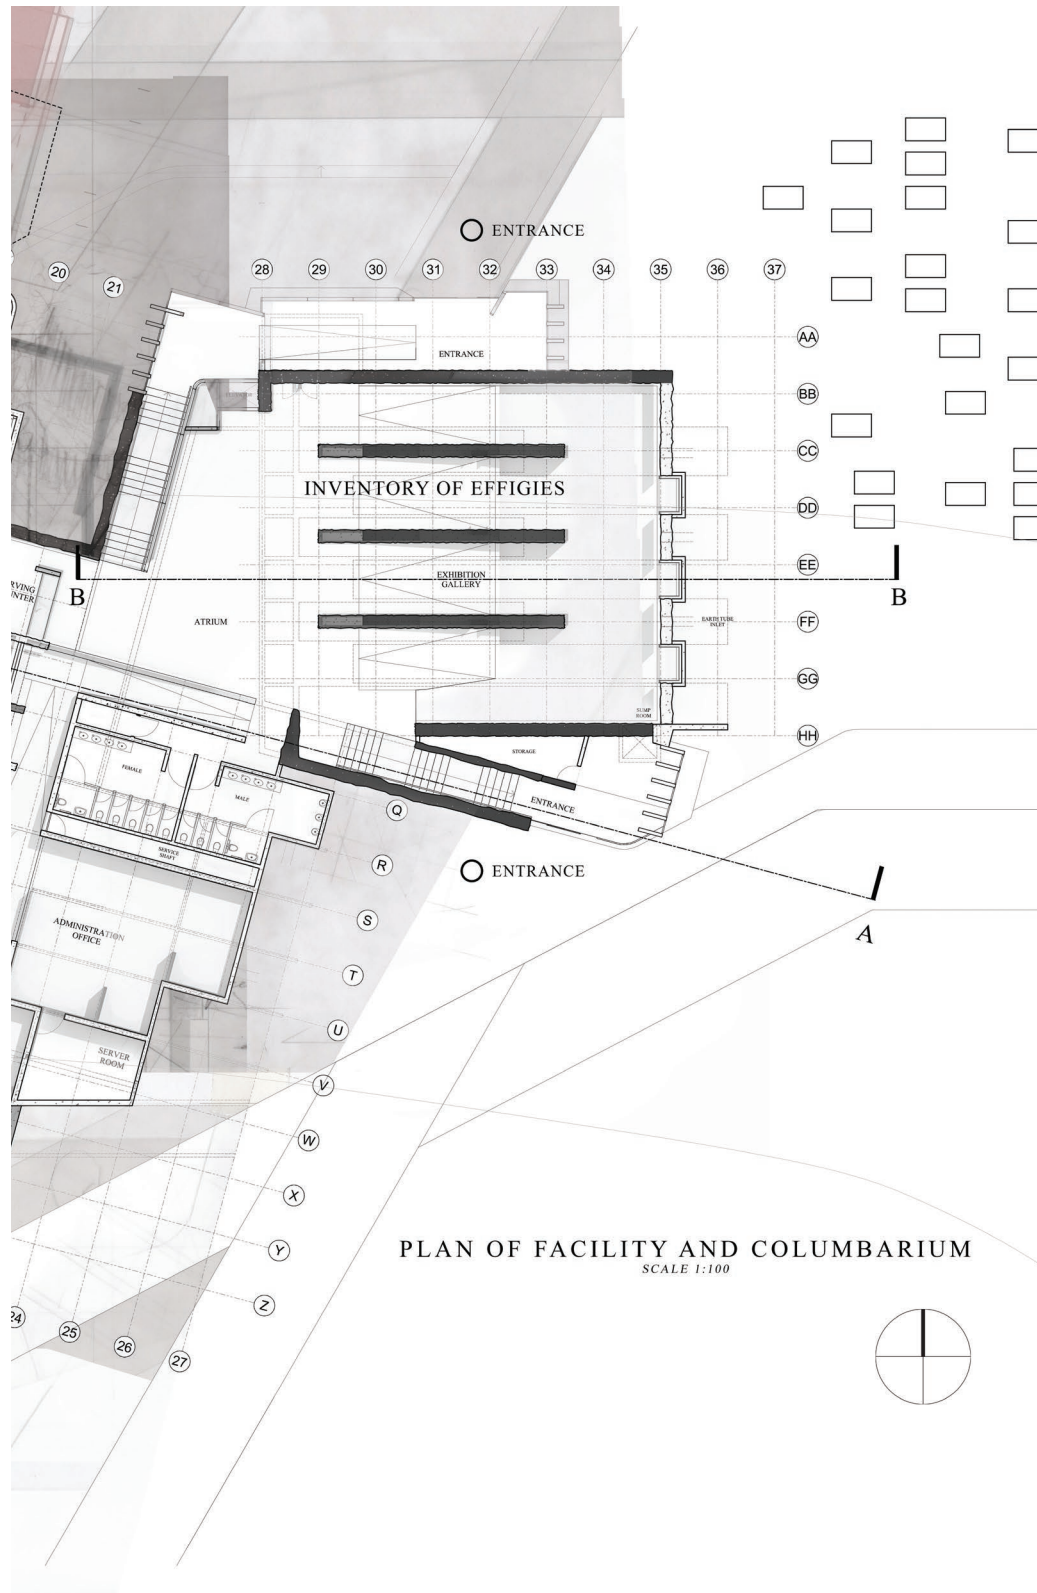 ENTRANCE
20
21
28 29 30 31 32 33 34 35 36 37
AA
ENTRANCE
BB
CC
INVENTORY OF EFFIGIES
DD
EE
EXHIBITION
GALLERY
B
B
ATRIUM
FF
EARTH TUBE
INLET
GG
SUMP
ROOM
HH
STORAGE
FEMALE
MALE
ENTRANCE
Q
SERVICE
SHAFT
R
ENTRANCE
S
ADMINISTRATION
OFFICE
A
T
U
SERVER
ROOM
V
W
X
Y
PLAN OF FACILITY AND COLUMBARIUM
SCALE 1:100
Z
24
25
26
27